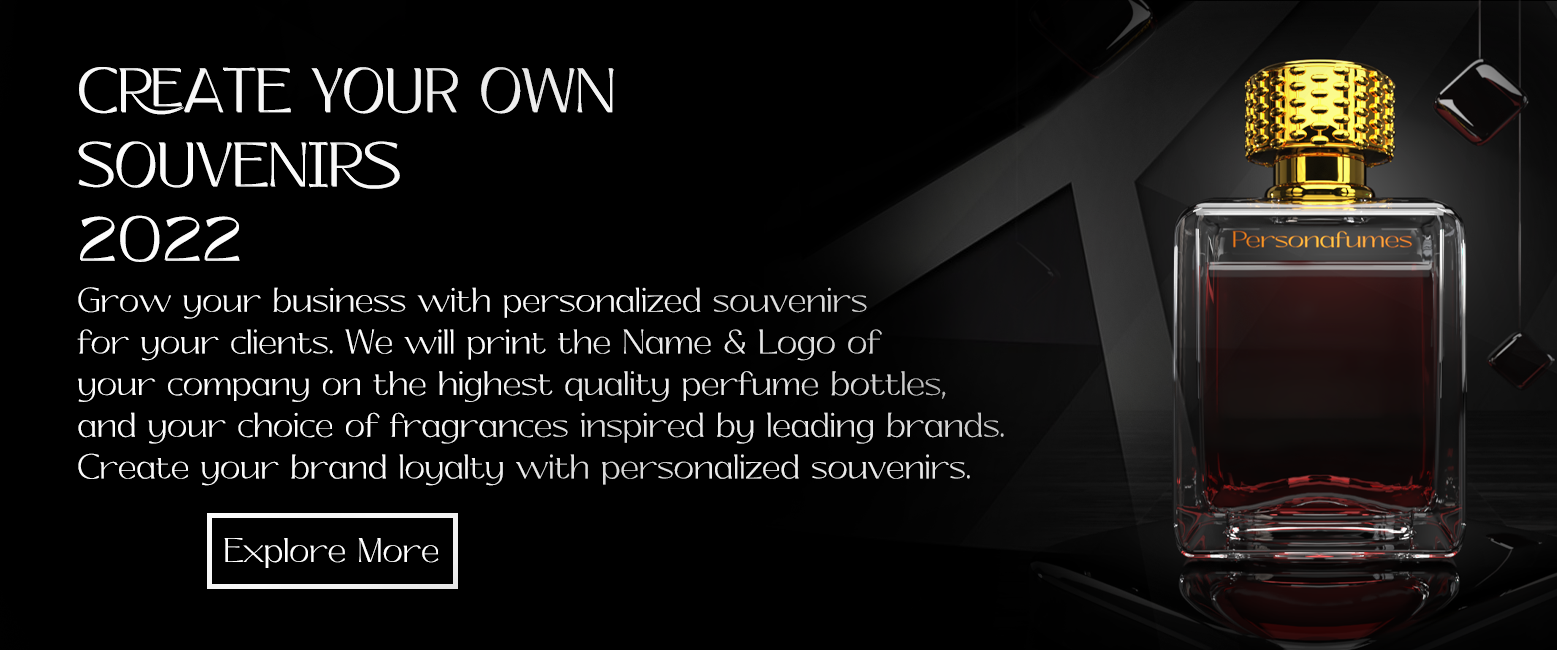 CREATE YOUR OWN
SOUVENIRS
2022
Grow your business with personalized souvenirs
for your clients. We will print the Name & Logo of
your company on the highest quality perfume bottles,
and your choice of fragrances inspired by leading brands.
Create your brand loyalty with personalized souvenirs.
Explore More
Personafumes